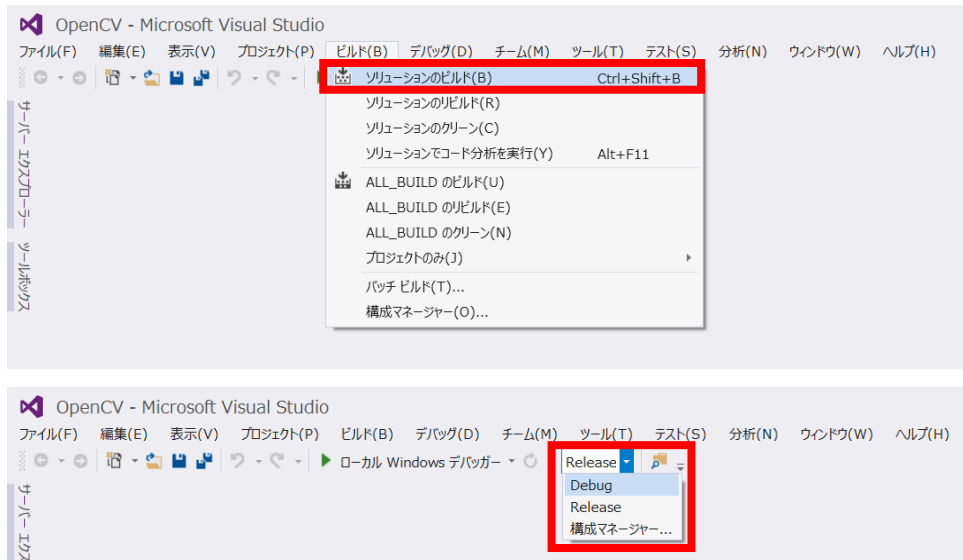 OpenCV - Microsoft Visual Studio
ファイル(F) 編集(E) 表示(V) プロジェクト(P) ビルド(B) デバッグ(D) チーム(M) ツール(T) テスト(S) 分析(N) ウィンドウ(W) ヘルプ(H)
ソリューションのビルド(B) Ctrl+Shift+B
ソリューションのリビルド(R)
ソリューションのクリーン(C)
ソリューションでコード分析を実行(Y) Alt+F11
ALL_BUILD のビルド(U)
ALL_BUILD のリビルド(E)
ALL_BUILD のクリーン(N)
プロジェクトのみ(J)
バッチ ビルド(T)...
構成マネージャー(O)...
サーバー エクスプローラー
ツールボックス
OpenCV - Microsoft Visual Studio
ファイル(F) 編集(E) 表示(V) プロジェクト(P) ビルド(B) デバッグ(D) チーム(M) ツール(T) テスト(S) 分析(N) ウィンドウ(W) ヘルプ(H)
ローカル Windows デバッガー Release
Debug
Release
構成マネージャー...
サーバー エクス